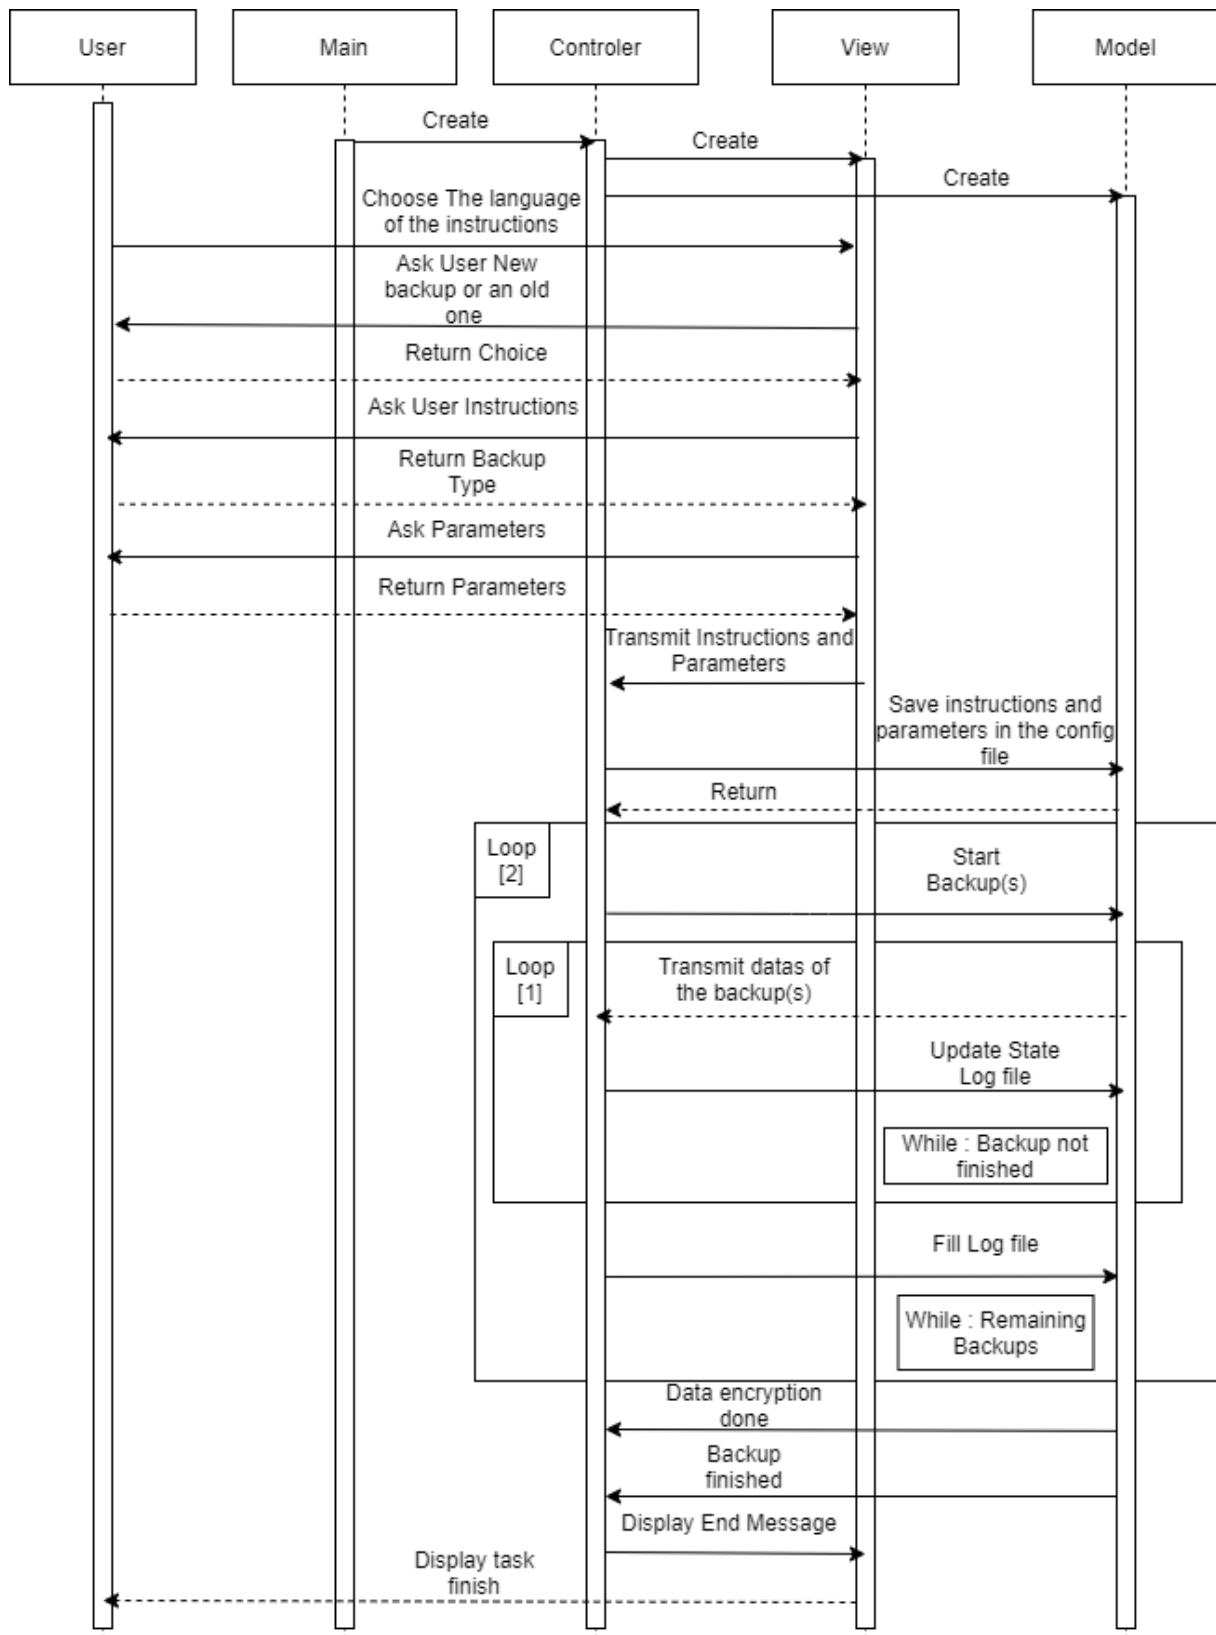 User
Main
Controler
View
Model
Create
Create
Create
Choose The language
of the instructions
Ask User New
backup or an old
one
Return Choice
Ask User Instructions
Return Backup
Type
Ask Parameters
Return Parameters
Transmit Instructions and
Parameters
Save instructions and
parameters in the config
file
Return
Loop
[2]
Start
Backup(s)
Loop
[1]
Transmit datas of
the backup(s)
Update State
Log file
While : Backup not
finished
Fill Log file
While : Remaining
Backups
Data encryption
done
Backup
finished
Display End Message
Display task
finish